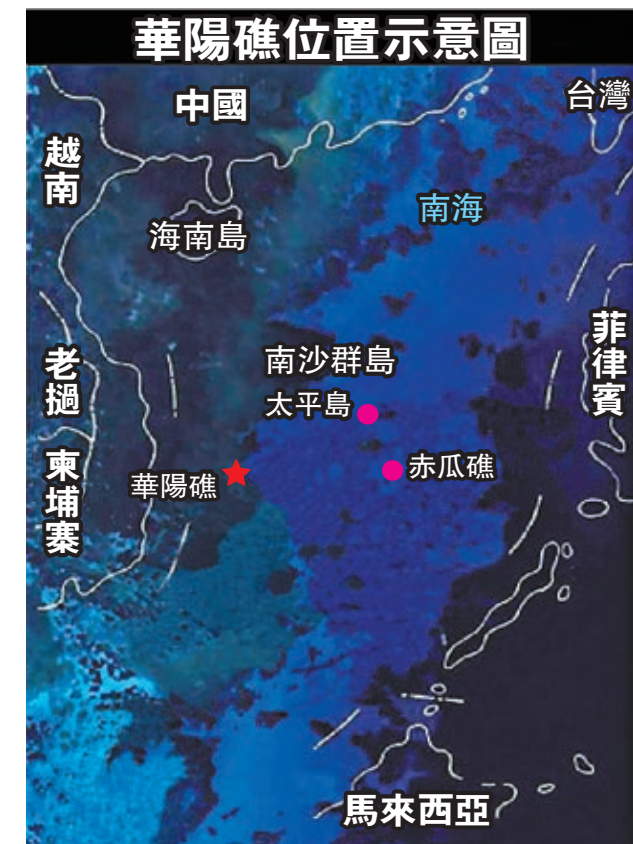 華陽礁位置示意圖
中國
台灣
越南
南海
海南島
菲律賓
老撾
南沙群島
太平島
柬埔寨
華陽礁
赤瓜礁
馬來西亞